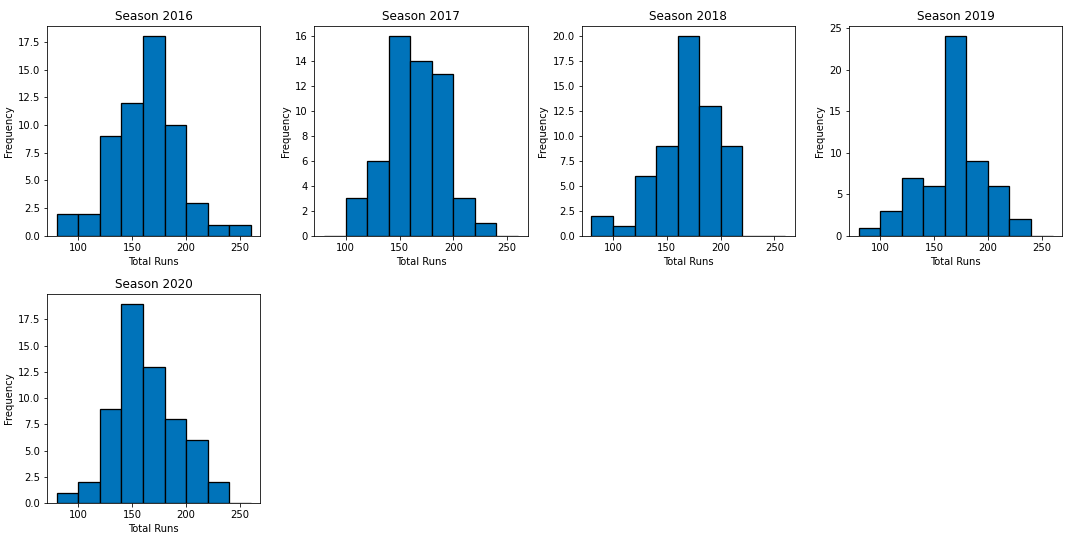 Season 2016
Frequency
17.5
15.0
12.5
10.0
7.5
5.0
2.5
0.0
100 150 200 250
Total Runs
Season 2017
Frequency
16
14
12
10
8
6
4
2
0
100 150 200 250
Total Runs
Season 2018
Frequency
20.0
17.5
15.0
12.5
10.0
7.5
5.0
2.5
0.0
100 150 200 250
Total Runs
Season 2019
Frequency
25
20
15
10
5
0
100 150 200 250
Total Runs
Season 2020
Frequency
17.5
15.0
12.5
10.0
7.5
5.0
2.5
0.0
100 150 200 250
Total Runs